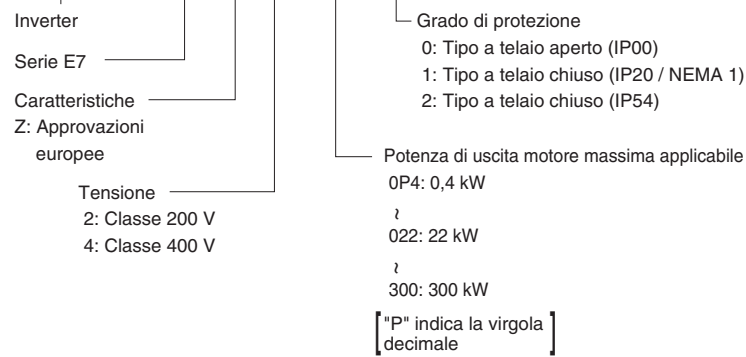 Inverter
Serie E7
Caratteristiche
Z: Approvazioni
europee
Tensione
2: Classe 200 V
4: Classe 400 V
Grado di protezione
0: Tipo a telaio aperto (IP00)
1: Tipo a telaio chiuso (IP20 / NEMA 1)
2: Tipo a telaio chiuso (IP54)
Potenza di uscita motore massima applicabile
0P4: 0,4 kW
~
022: 22 kW
~
300: 300 kW
["P" indica la virgola
decimale]